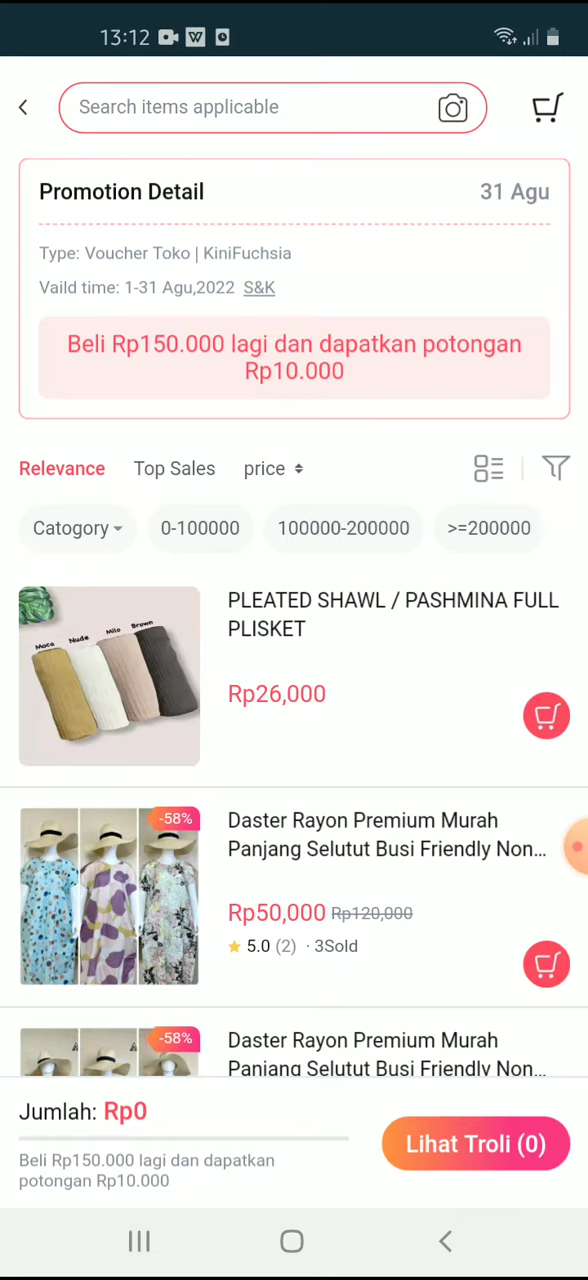 13:12
Search items applicable
Promotion Detail 31 Agu
Type: Voucher Toko | KiniFuchsia
Vaild time: 1-31 Agu,2022 S&K
Beli Rp150.000 lagi dan dapatkan potongan
Rp10.000
Relevance Top Sales price
Catogory 0-100000 100000-200000 >=200000
Moca Nude Milo Brown
PLEATED SHAWL / PASHMINA FULL
PLISKET
Rp26,000
-58%
Daster Rayon Premium Murah
Panjang Selutut Busi Friendly Non...
Rp50,000 Rp120,000
5.0 (2) · 3Sold
-58%
Daster Rayon Premium Murah
Panjang Selutut Busi Friendly Non...
Jumlah: Rp0
Lihat Troli (0)
Beli Rp150.000 lagi dan dapatkan
potongan Rp10.000